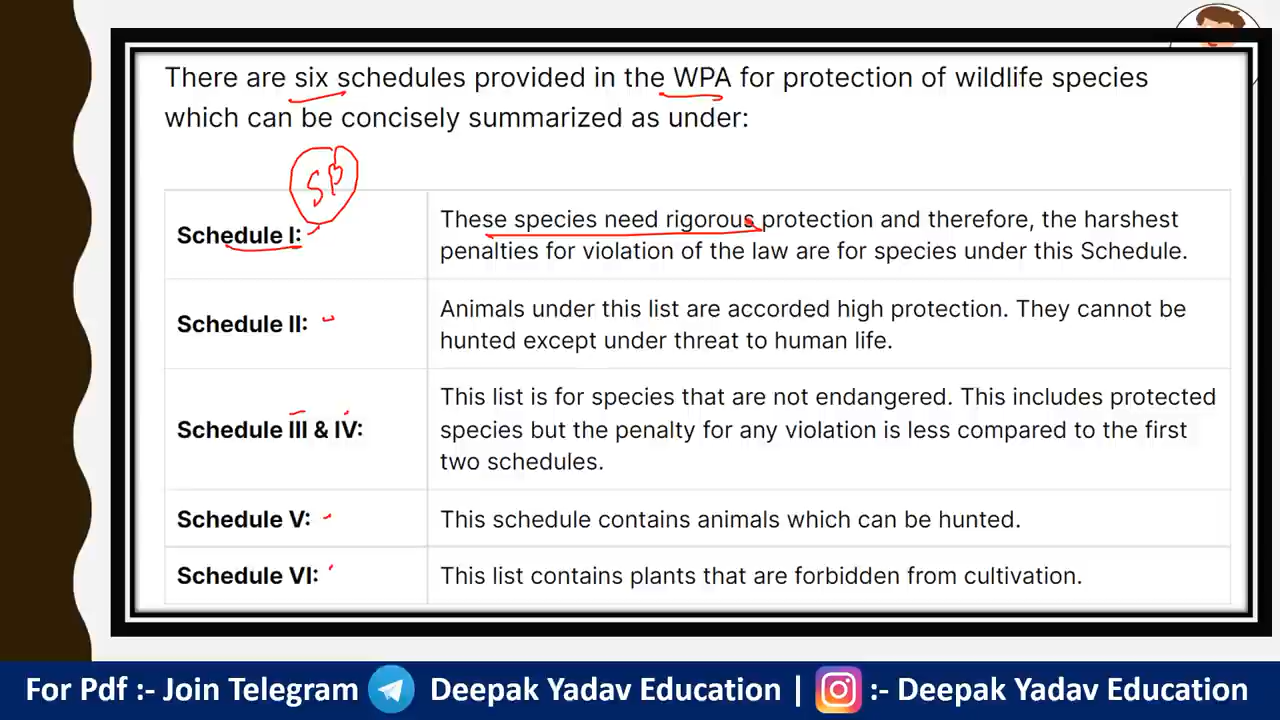 There are six schedules provided in the WPA for protection of wildlife species
which can be concisely summarized as under:
SP
Schedule I:
These species need rigorous protection and therefore, the harshest
penalties for violation of the law are for species under this Schedule.
Schedule II:
Animals under this list are accorded high protection. They cannot be
hunted except under threat to human life.
Schedule III & IV:
This list is for species that are not endangered. This includes protected
species but the penalty for any violation is less compared to the first
two schedules.
Schedule V:
This schedule contains animals which can be hunted.
Schedule VI:
This list contains plants that are forbidden from cultivation.
For Pdf :- Join Telegram Deepak Yadav Education | :- Deepak Yadav Education